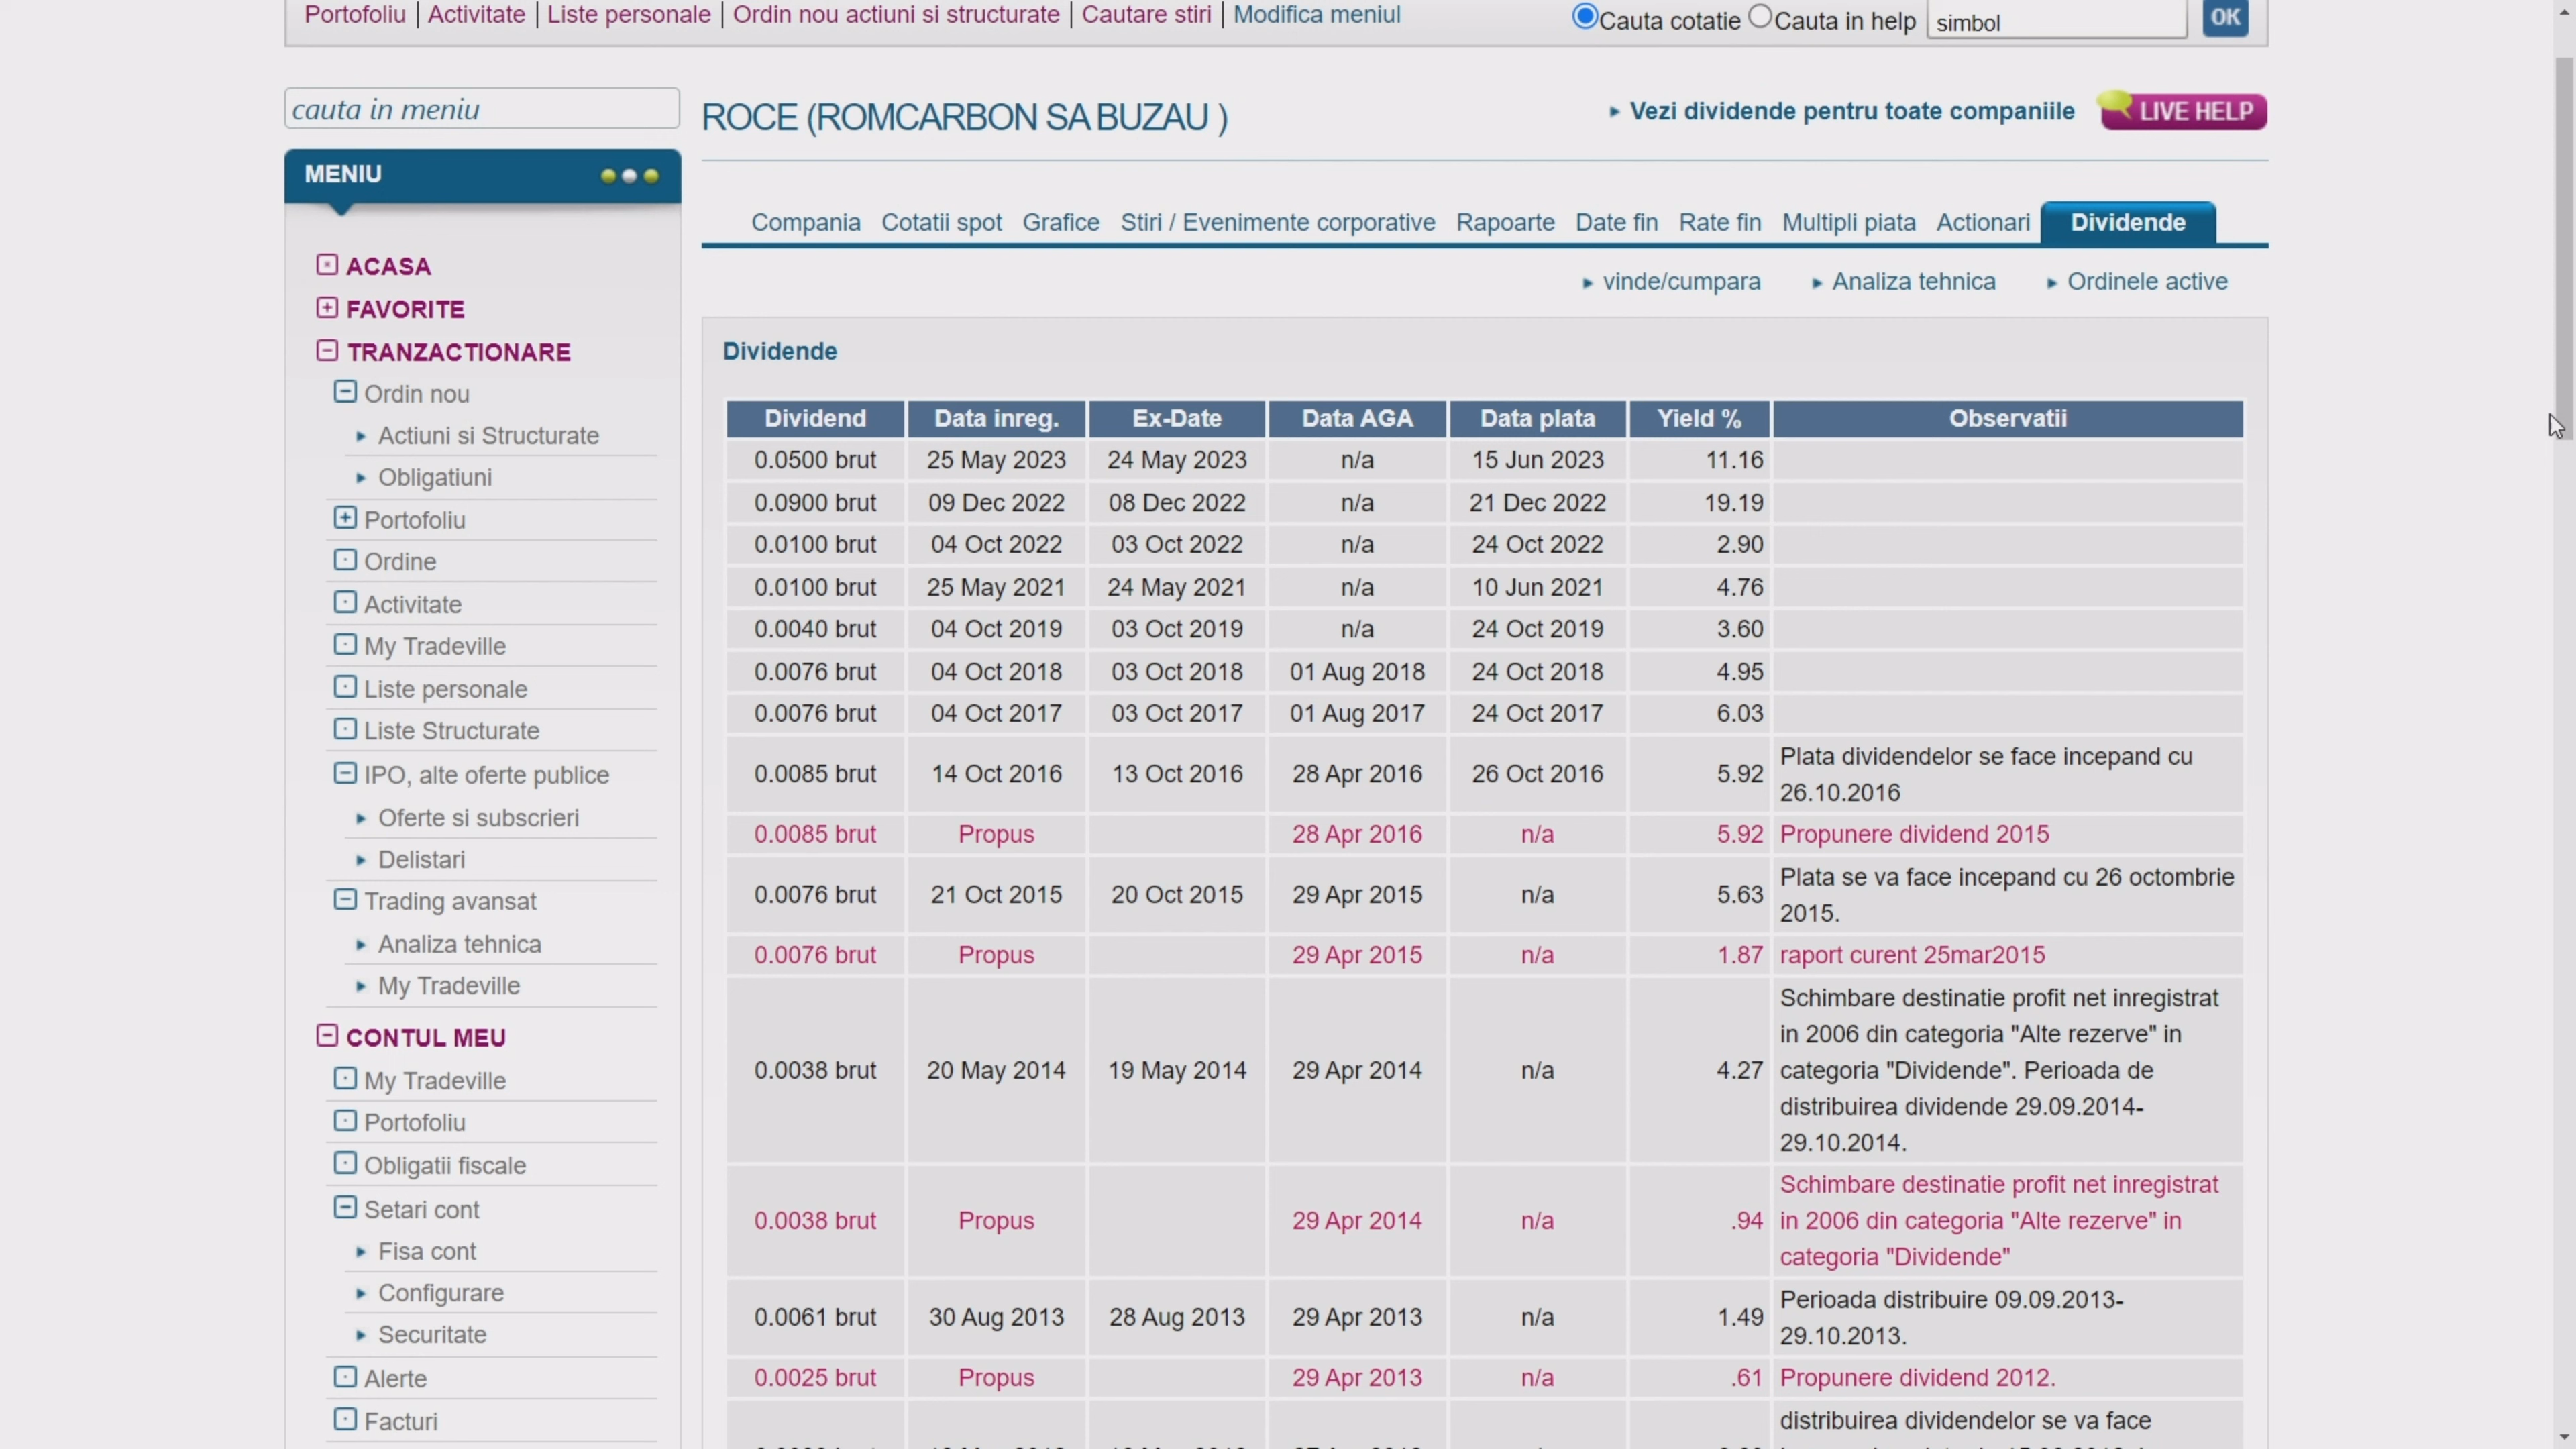 Portofoliu | Activitate | Liste personale | Ordin nou actiuni si structurate | Cautare stiri | Modifica meniul
Cauta cotatie Cauta in help simbol OK
cauta in meniu
MENIU
ACASA
FAVORITE
TRANZACTIONARE
Ordin nou
Actiuni si Structurate
Obligatiuni
Portofoliu
Ordine
Activitate
My Tradeville
Liste personale
Liste Structurate
IPO, alte oferte publice
Oferte si subscrieri
Delistari
Trading avansat
Analiza tehnica
My Tradeville
CONTUL MEU
My Tradeville
Portofoliu
Obligatii fiscale
Setari cont
Fisa cont
Configurare
Securitate
Alerte
Facturi
ROCE (ROMCARBON SA BUZAU )
Vezi dividende pentru toate companiile
LIVE HELP
Compania Cotatii spot Grafice Stiri / Evenimente corporative Rapoarte Date fin Rate fin Multipli piata Actionari Dividende
vinde/cumpara Analiza tehnica Ordinele active
Dividende
Dividend Data inreg. Ex-Date Data AGA Data plata Yield % Observatii
0.0500 brut 25 May 2023 24 May 2023 n/a 15 Jun 2023 11.16
0.0900 brut 09 Dec 2022 08 Dec 2022 n/a 21 Dec 2022 19.19
0.0100 brut 04 Oct 2022 03 Oct 2022 n/a 24 Oct 2022 2.90
0.0100 brut 25 May 2021 24 May 2021 n/a 10 Jun 2021 4.76
0.0040 brut 04 Oct 2019 03 Oct 2019 n/a 24 Oct 2019 3.60
0.0076 brut 04 Oct 2018 03 Oct 2018 01 Aug 2018 24 Oct 2018 4.95
0.0076 brut 04 Oct 2017 03 Oct 2017 01 Aug 2017 24 Oct 2017 6.03
0.0085 brut 14 Oct 2016 13 Oct 2016 28 Apr 2016 26 Oct 2016 5.92 Plata dividendelor se face incepand cu
26.10.2016
0.0085 brut Propus 28 Apr 2016 n/a 5.92 Propunere dividend 2015
0.0076 brut 21 Oct 2015 20 Oct 2015 29 Apr 2015 n/a 5.63 Plata se va face incepand cu 26 octombrie
2015.
0.0076 brut Propus 29 Apr 2015 n/a 1.87 raport curent 25mar2015
0.0038 brut 20 May 2014 19 May 2014 29 Apr 2014 n/a 4.27 Schimbare destinatie profit net inregistrat
in 2006 din categoria "Alte rezerve" in
categoria "Dividende". Perioada de
distribuirea dividende 29.09.2014-
29.10.2014.
0.0038 brut Propus 29 Apr 2014 n/a .94 Schimbare destinatie profit net inregistrat
in 2006 din categoria "Alte rezerve" in
categoria "Dividende"
0.0061 brut 30 Aug 2013 28 Aug 2013 29 Apr 2013 n/a 1.49 Perioada distribuire 09.09.2013-
29.10.2013.
0.0025 brut Propus 29 Apr 2013 n/a .61 Propunere dividend 2012.
distribuirea dividendelor se va face